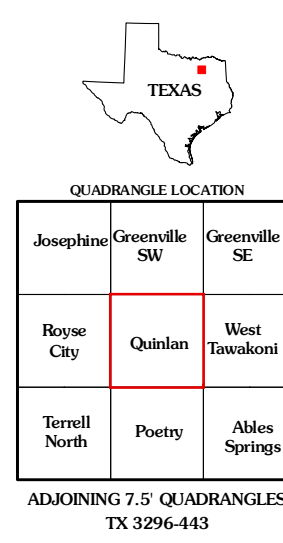 TEXAS
QUADRANGLE LOCATION
Josephine
Greenville
SW
Greenville
SE
Royse
City
Quinlan
West
Tawakoni
Terrell
North
Poetry
Ables
Springs
ADJOINING 7.5' QUADRANGLES
TX 3296-443